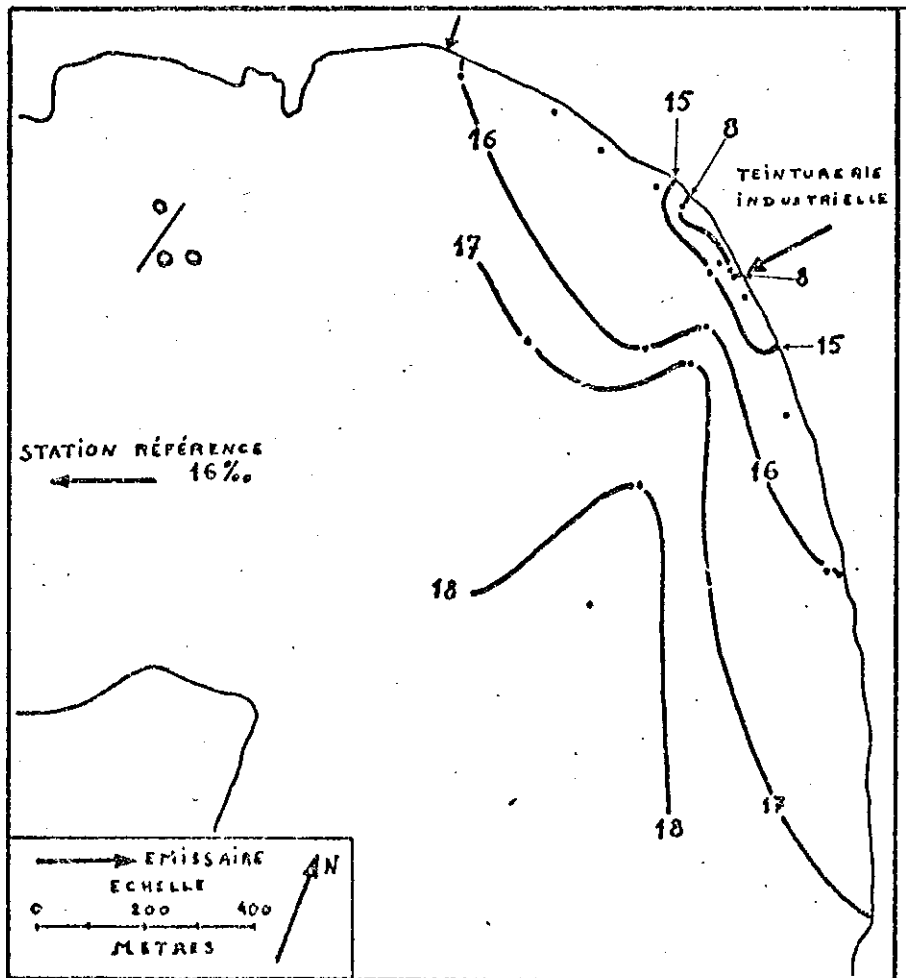 15
8
16
TEINTURERIE
INDUSTRIELLE
17
8
15
°/₀₀
STATION RÉFÉRENCE
16‰
16
18
18
17
EMISSAIRE
N
ECHELLE
0 200 400
METRES